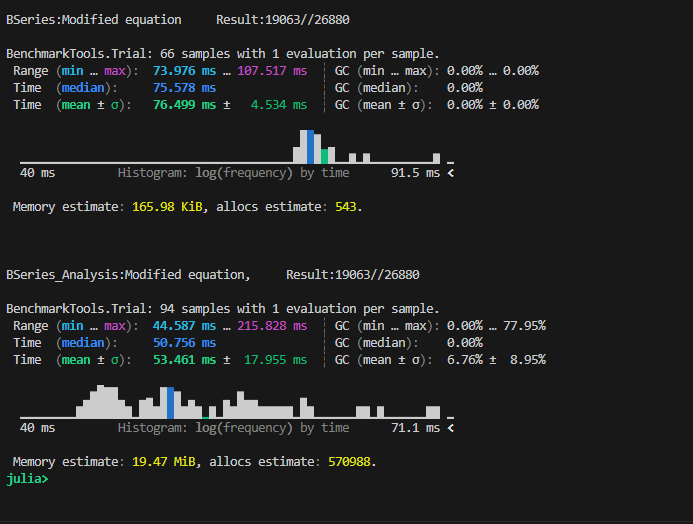 BSeries:Modified equation     Result:19063//26880
BenchmarkTools.Trial: 66 samples with 1 evaluation per sample.
Range (min … max):  73.976 ms … 107.517 ms  ┊ GC (min … max): 0.00% … 0.00%
Time  (median):     75.578 ms               ┊ GC (median):    0.00%
Time  (mean ± σ):   76.499 ms ±   4.534 ms  ┊ GC (mean ± σ):  0.00% ± 0.00%
40 ms         Histogram: log(frequency) by time      91.5 ms <
Memory estimate: 165.98 KiB, allocs estimate: 543.
BSeries_Analysis:Modified equation,     Result:19063//26880
BenchmarkTools.Trial: 94 samples with 1 evaluation per sample.
Range (min … max):  44.587 ms … 215.828 ms  ┊ GC (min … max): 0.00% … 77.95%
Time  (median):     50.756 ms               ┊ GC (median):    0.00%
Time  (mean ± σ):   53.461 ms ±  17.955 ms  ┊ GC (mean ± σ):  6.76% ±  8.95%
40 ms         Histogram: log(frequency) by time      71.1 ms <
Memory estimate: 19.47 MiB, allocs estimate: 570988.
julia>